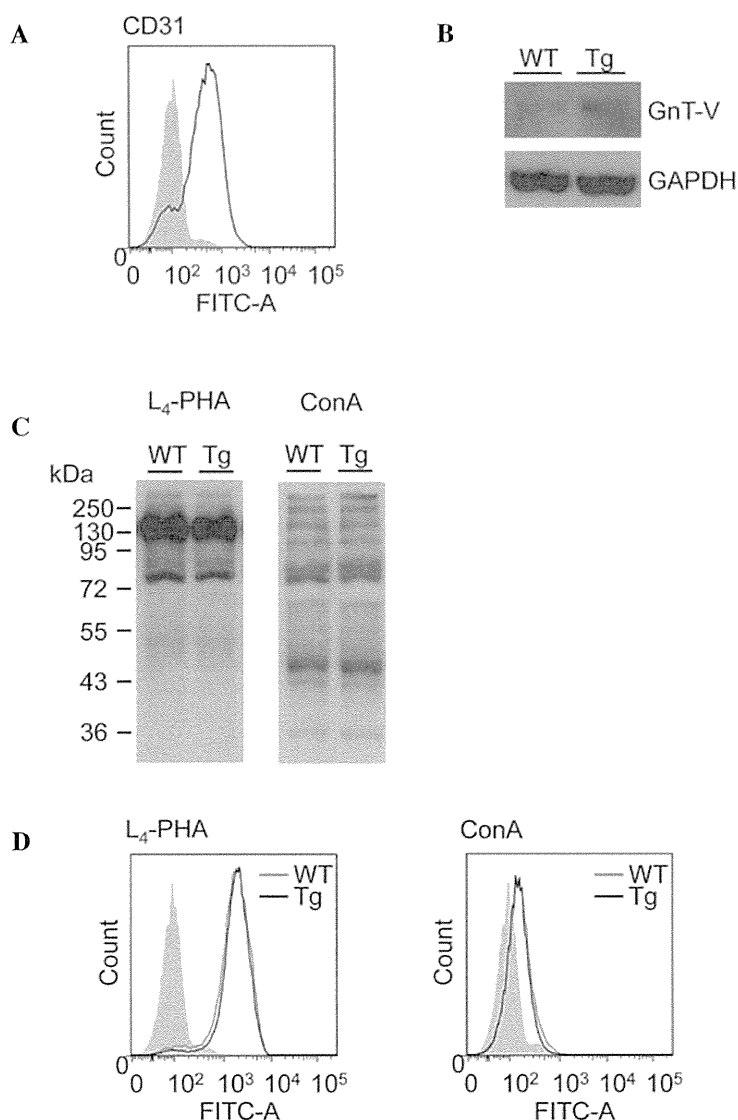 A
CD31
Count
0
0 10² 10³ 10⁴ 10⁵
FITC-A
B
WT Tg
GnT-V
GAPDH
C
L₄-PHA ConA
WT Tg WT Tg
kDa
250
130
95
72
55
43
36
D
L₄-PHA
WT
Tg
Count
0
0 10² 10³ 10⁴ 10⁵
FITC-A
ConA
WT
Tg
Count
0
0 10² 10³ 10⁴ 10⁵
FITC-A